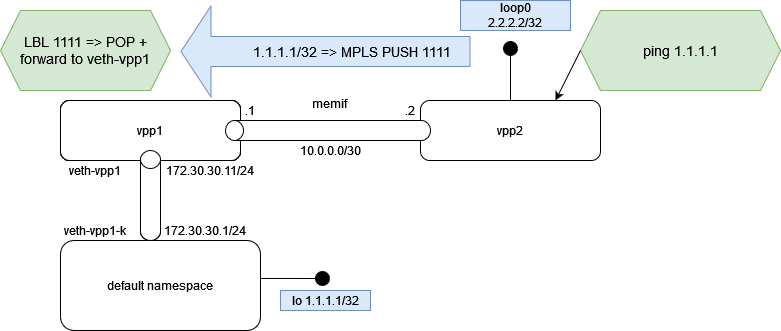 loop0
2.2.2.2/32
LBL 1111 => POP +
forward to veth-vpp1
1.1.1.1/32 => MPLS PUSH 1111
ping 1.1.1.1
.1
memif
.2
vpp1
vpp2
10.0.0.0/30
veth-vpp1
172.30.30.11/24
veth-vpp1-k
172.30.30.1/24
default namespace
lo 1.1.1.1/32